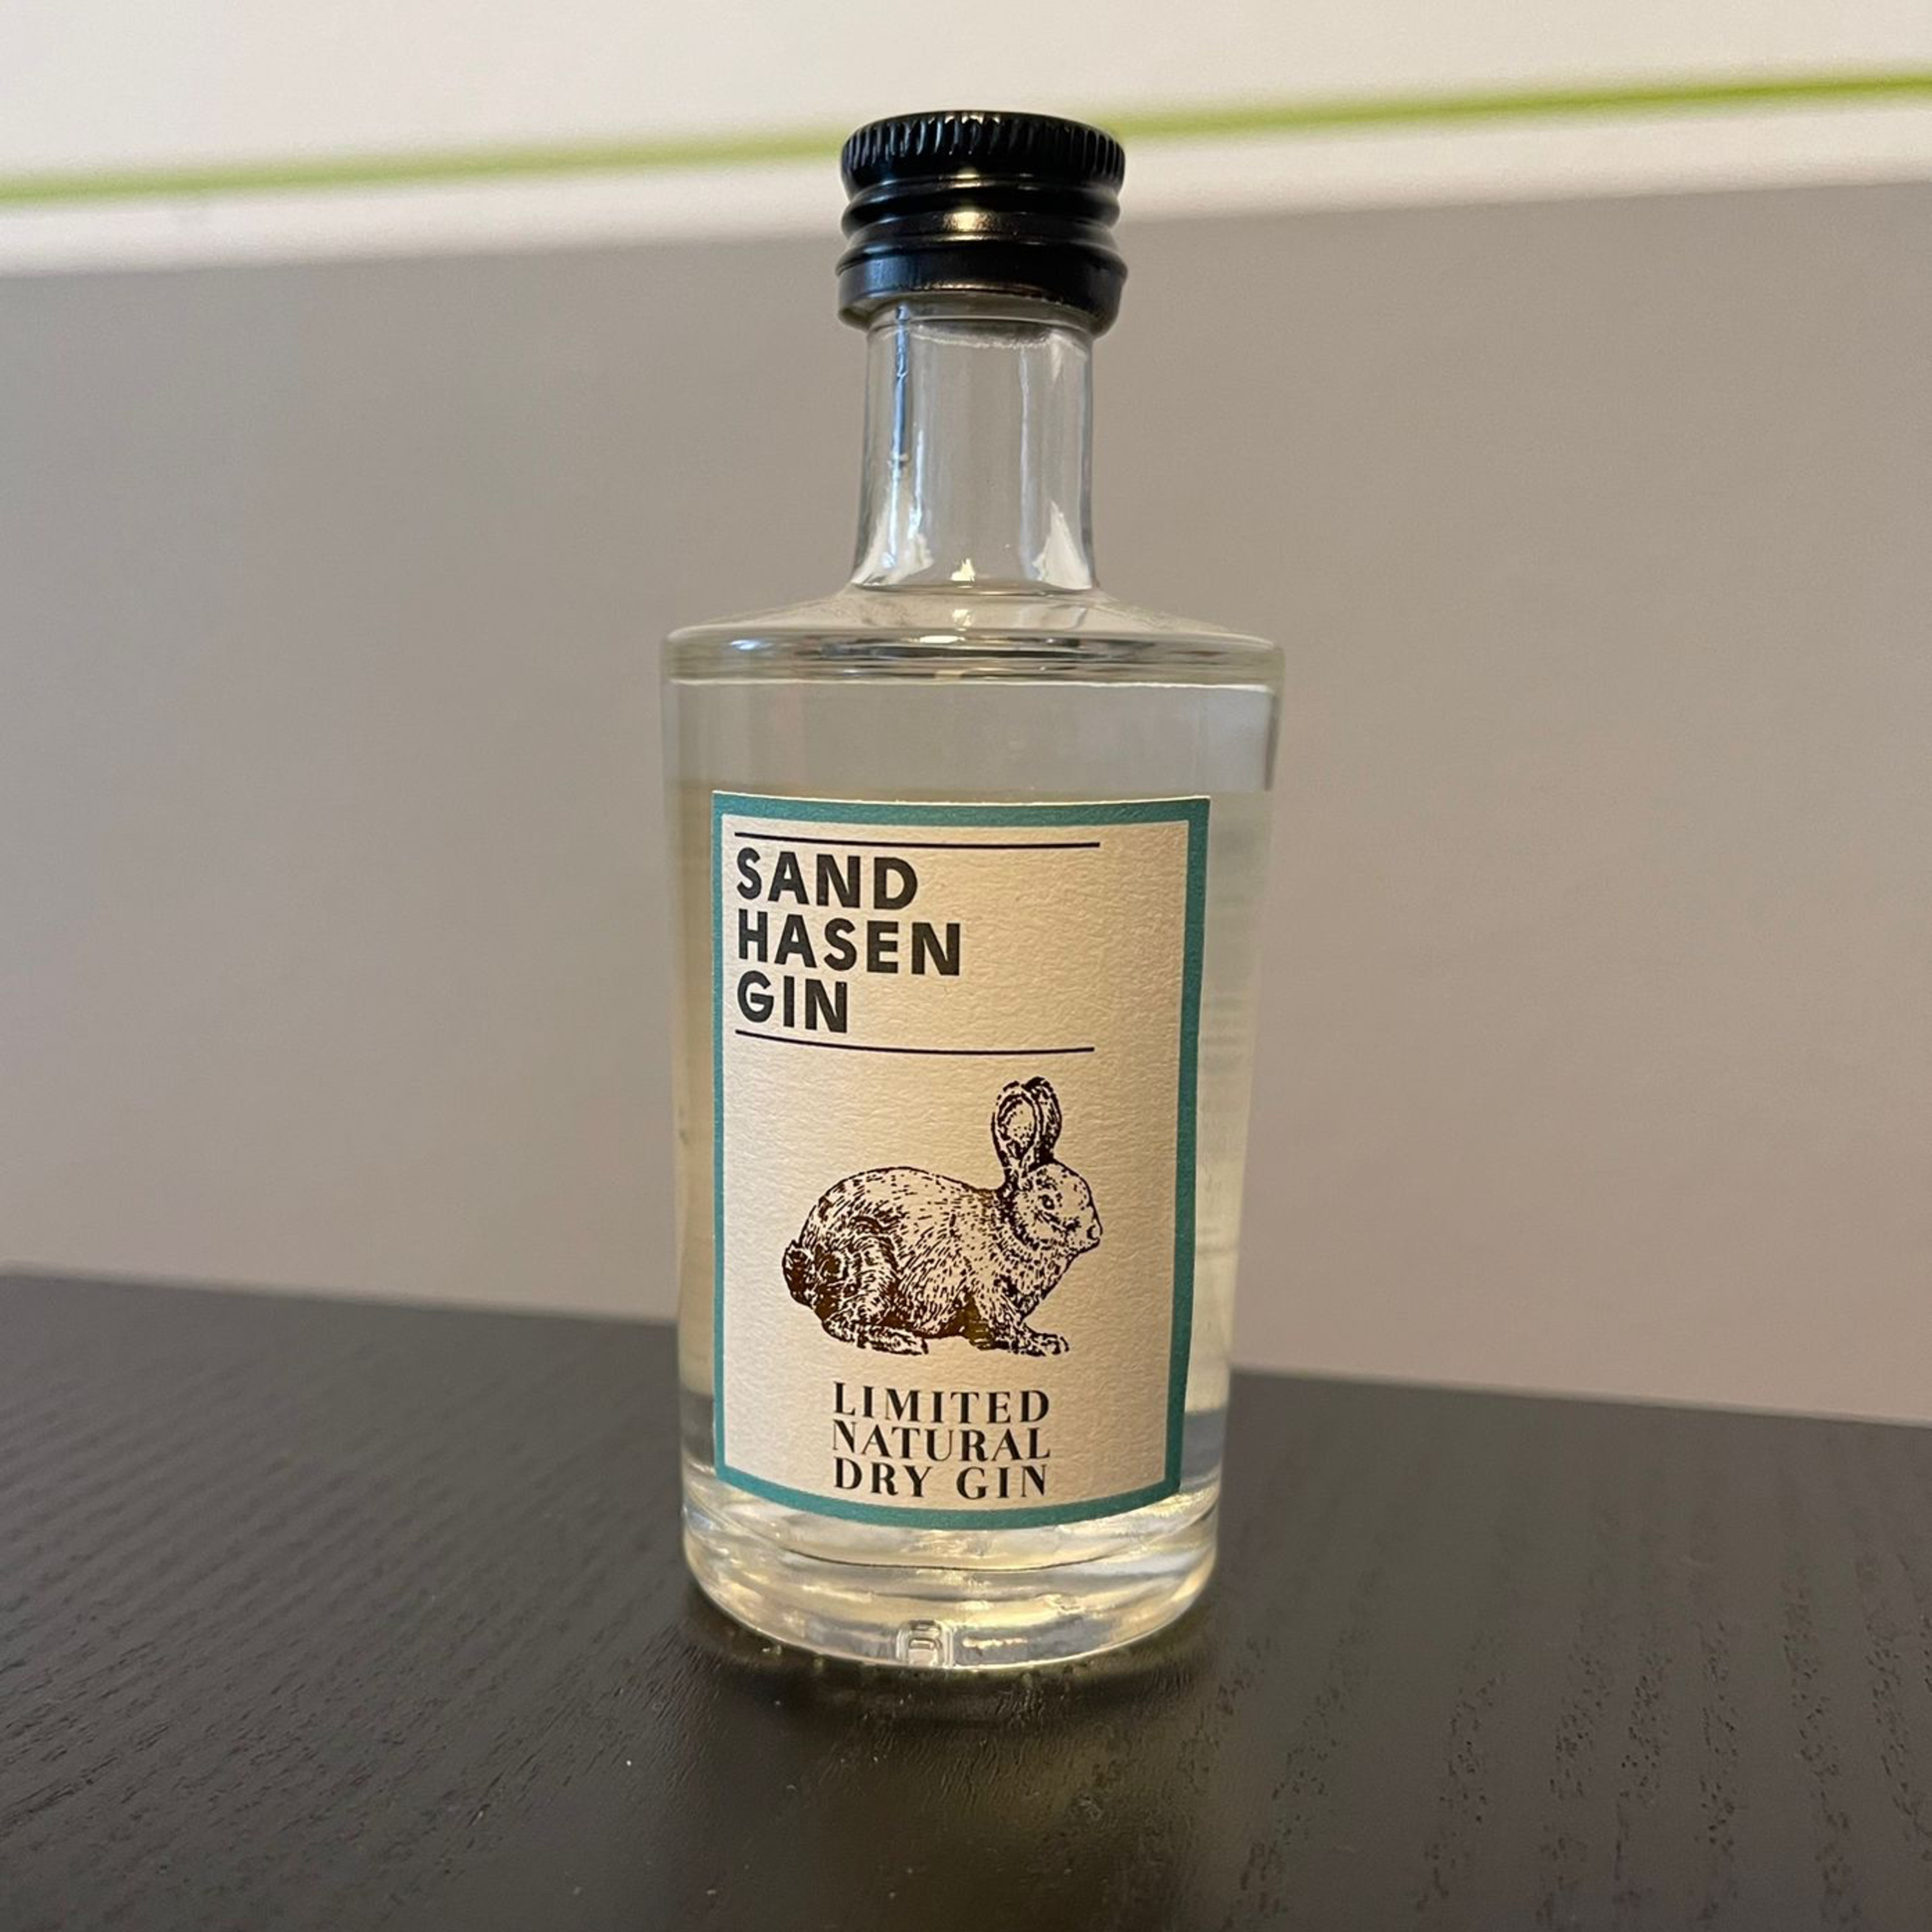 SAND
HASEN
GIN
LIMITED
NATURAL
DRY GIN